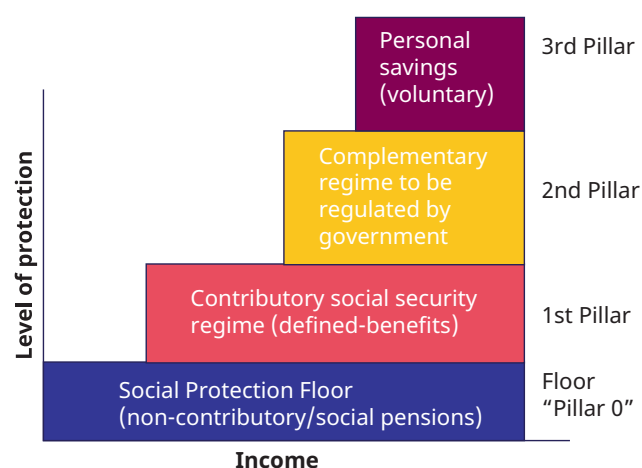 Personal
savings
(voluntary)
3rd Pillar
Complementary
regime to be
regulated by
government
2nd Pillar
Contributory social security
regime (defined-benefits)
1st Pillar
Social Protection Floor
(non-contributory/social pensions)
Floor
“Pillar 0”
Level of protection
Income